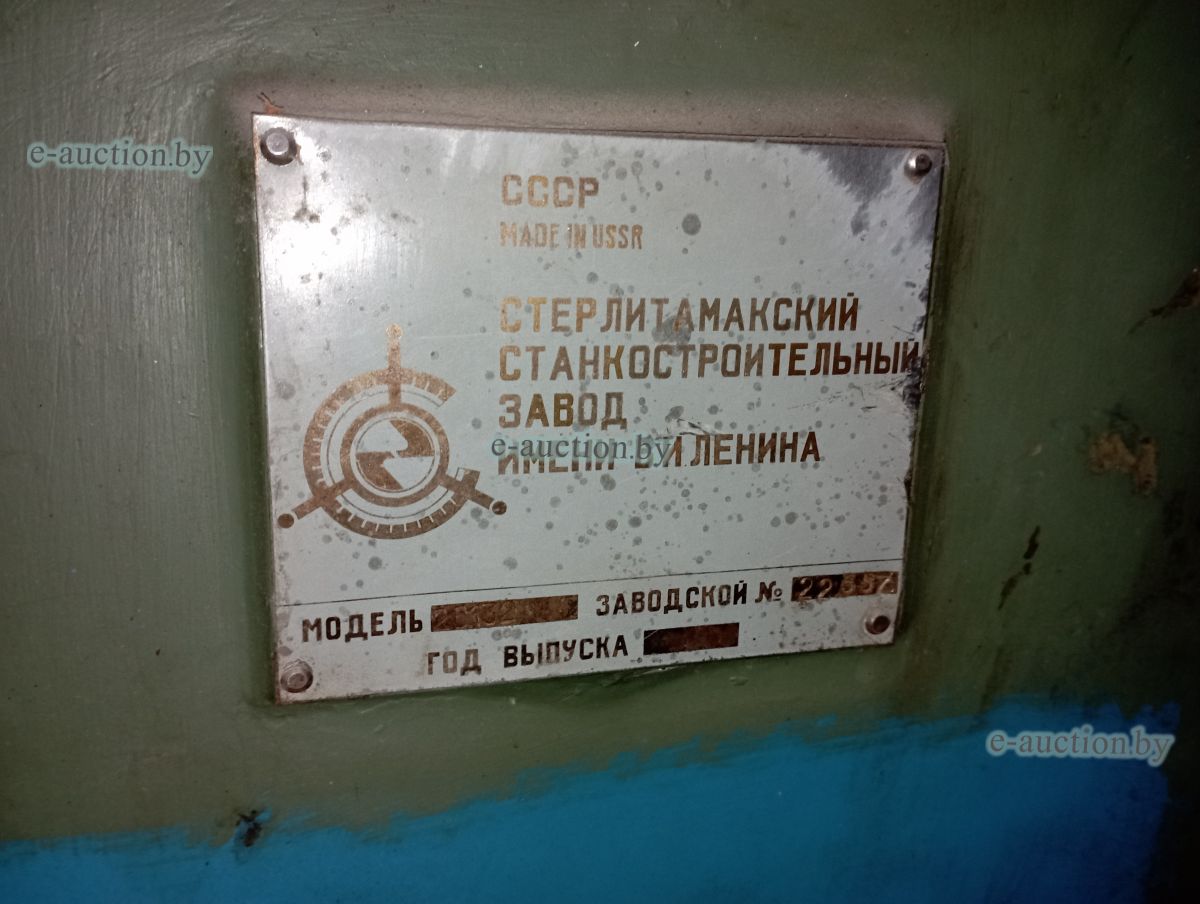 e-auction.by
СССР
MADE IN USSR
СТЕРЛИТАМАКСКИЙ
СТАНКОСТРОИТЕЛЬНЫЙ
ЗАВОД
e-auction.by
ИМЕНИ В.И.ЛЕНИНА
МОДЕЛЬ
ЗАВОДСКОЙ №
ГОД ВЫПУСКА
e-auction.by